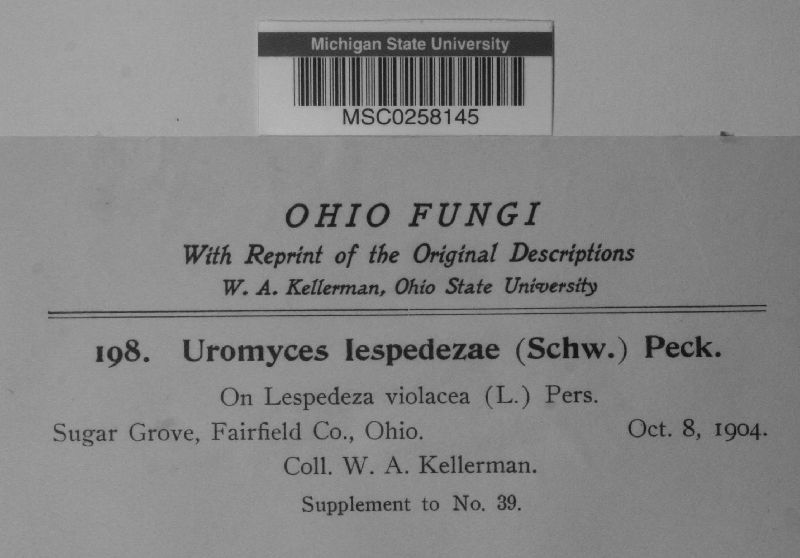 Michigan State University
MSC0258145
OHIO FUNGI
With Reprint of the Original Descriptions
W. A. Kellerman, Ohio State University
198. Uromyces lespedezae (Schw.) Peck.
On Lespedeza violacea (L.) Pers.
Sugar Grove, Fairfield Co., Ohio. Oct. 8, 1904.
Coll. W. A. Kellerman.
Supplement to No. 39.